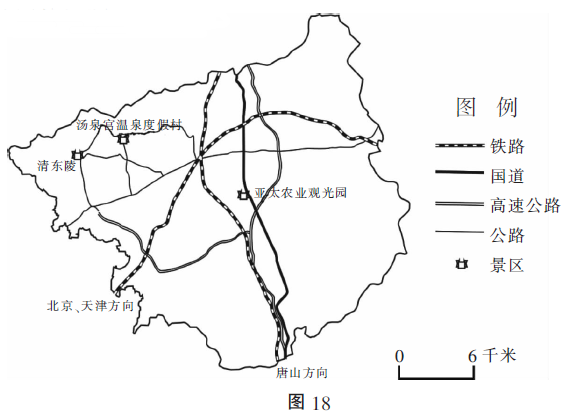 汤泉宫温泉度假村
清东陵
亚太农业观光园
北京、天津方向
唐山方向
图 例
铁路
国道
高速公路
公路
景区
0 6千米
图 18